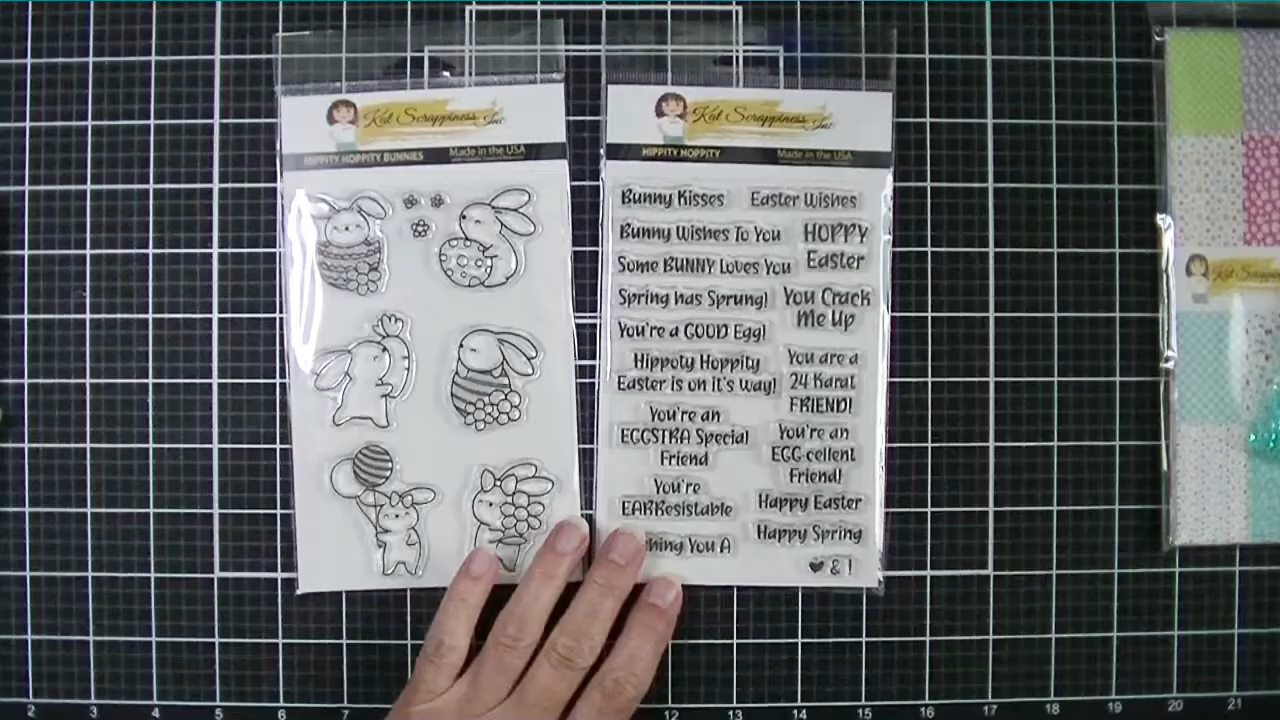 Kat Scrappiness Inc
HIPPITY HOPPITY BUNNIES
Made in the USA
Kat Scrappiness Inc
HIPPITY HOPPITY
Made in the USA
Bunny Kisses
Easter Wishes
Bunny Wishes To You
HOPPY
Easter
Some BUNNY Loves You
Spring has Sprung!
You Crack
Me Up
You're a GOOD Egg!
Hippoty Hoppity
Easter is on it's way!
You are a
24 Karat
FRIEND!
You're an
EGGSTRA Special
Friend
You're an
EGG-cellent
Friend!
You're
EARResistable
Happy Easter
Happy Spring
You A
& !
Kat
2 3 4 5 6 7 12 13 14 15 16 17 18 20 21